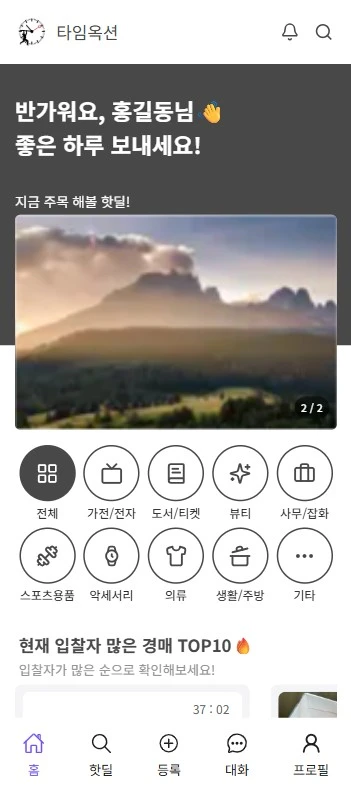 타임옥션
반가워요, 홍길동님 👋
좋은 하루 보내세요!
지금 주목 해볼 핫딜!
2 / 2
전체 가전/전자 도서/티켓 뷰티 사무/잡화
스포츠용품 악세서리 의류 생활/주방 기타
현재 입찰자 많은 경매 TOP10 🔥
입찰자가 많은 순으로 확인해보세요!
37 : 02
홈 핫딜 등록 대화 프로필